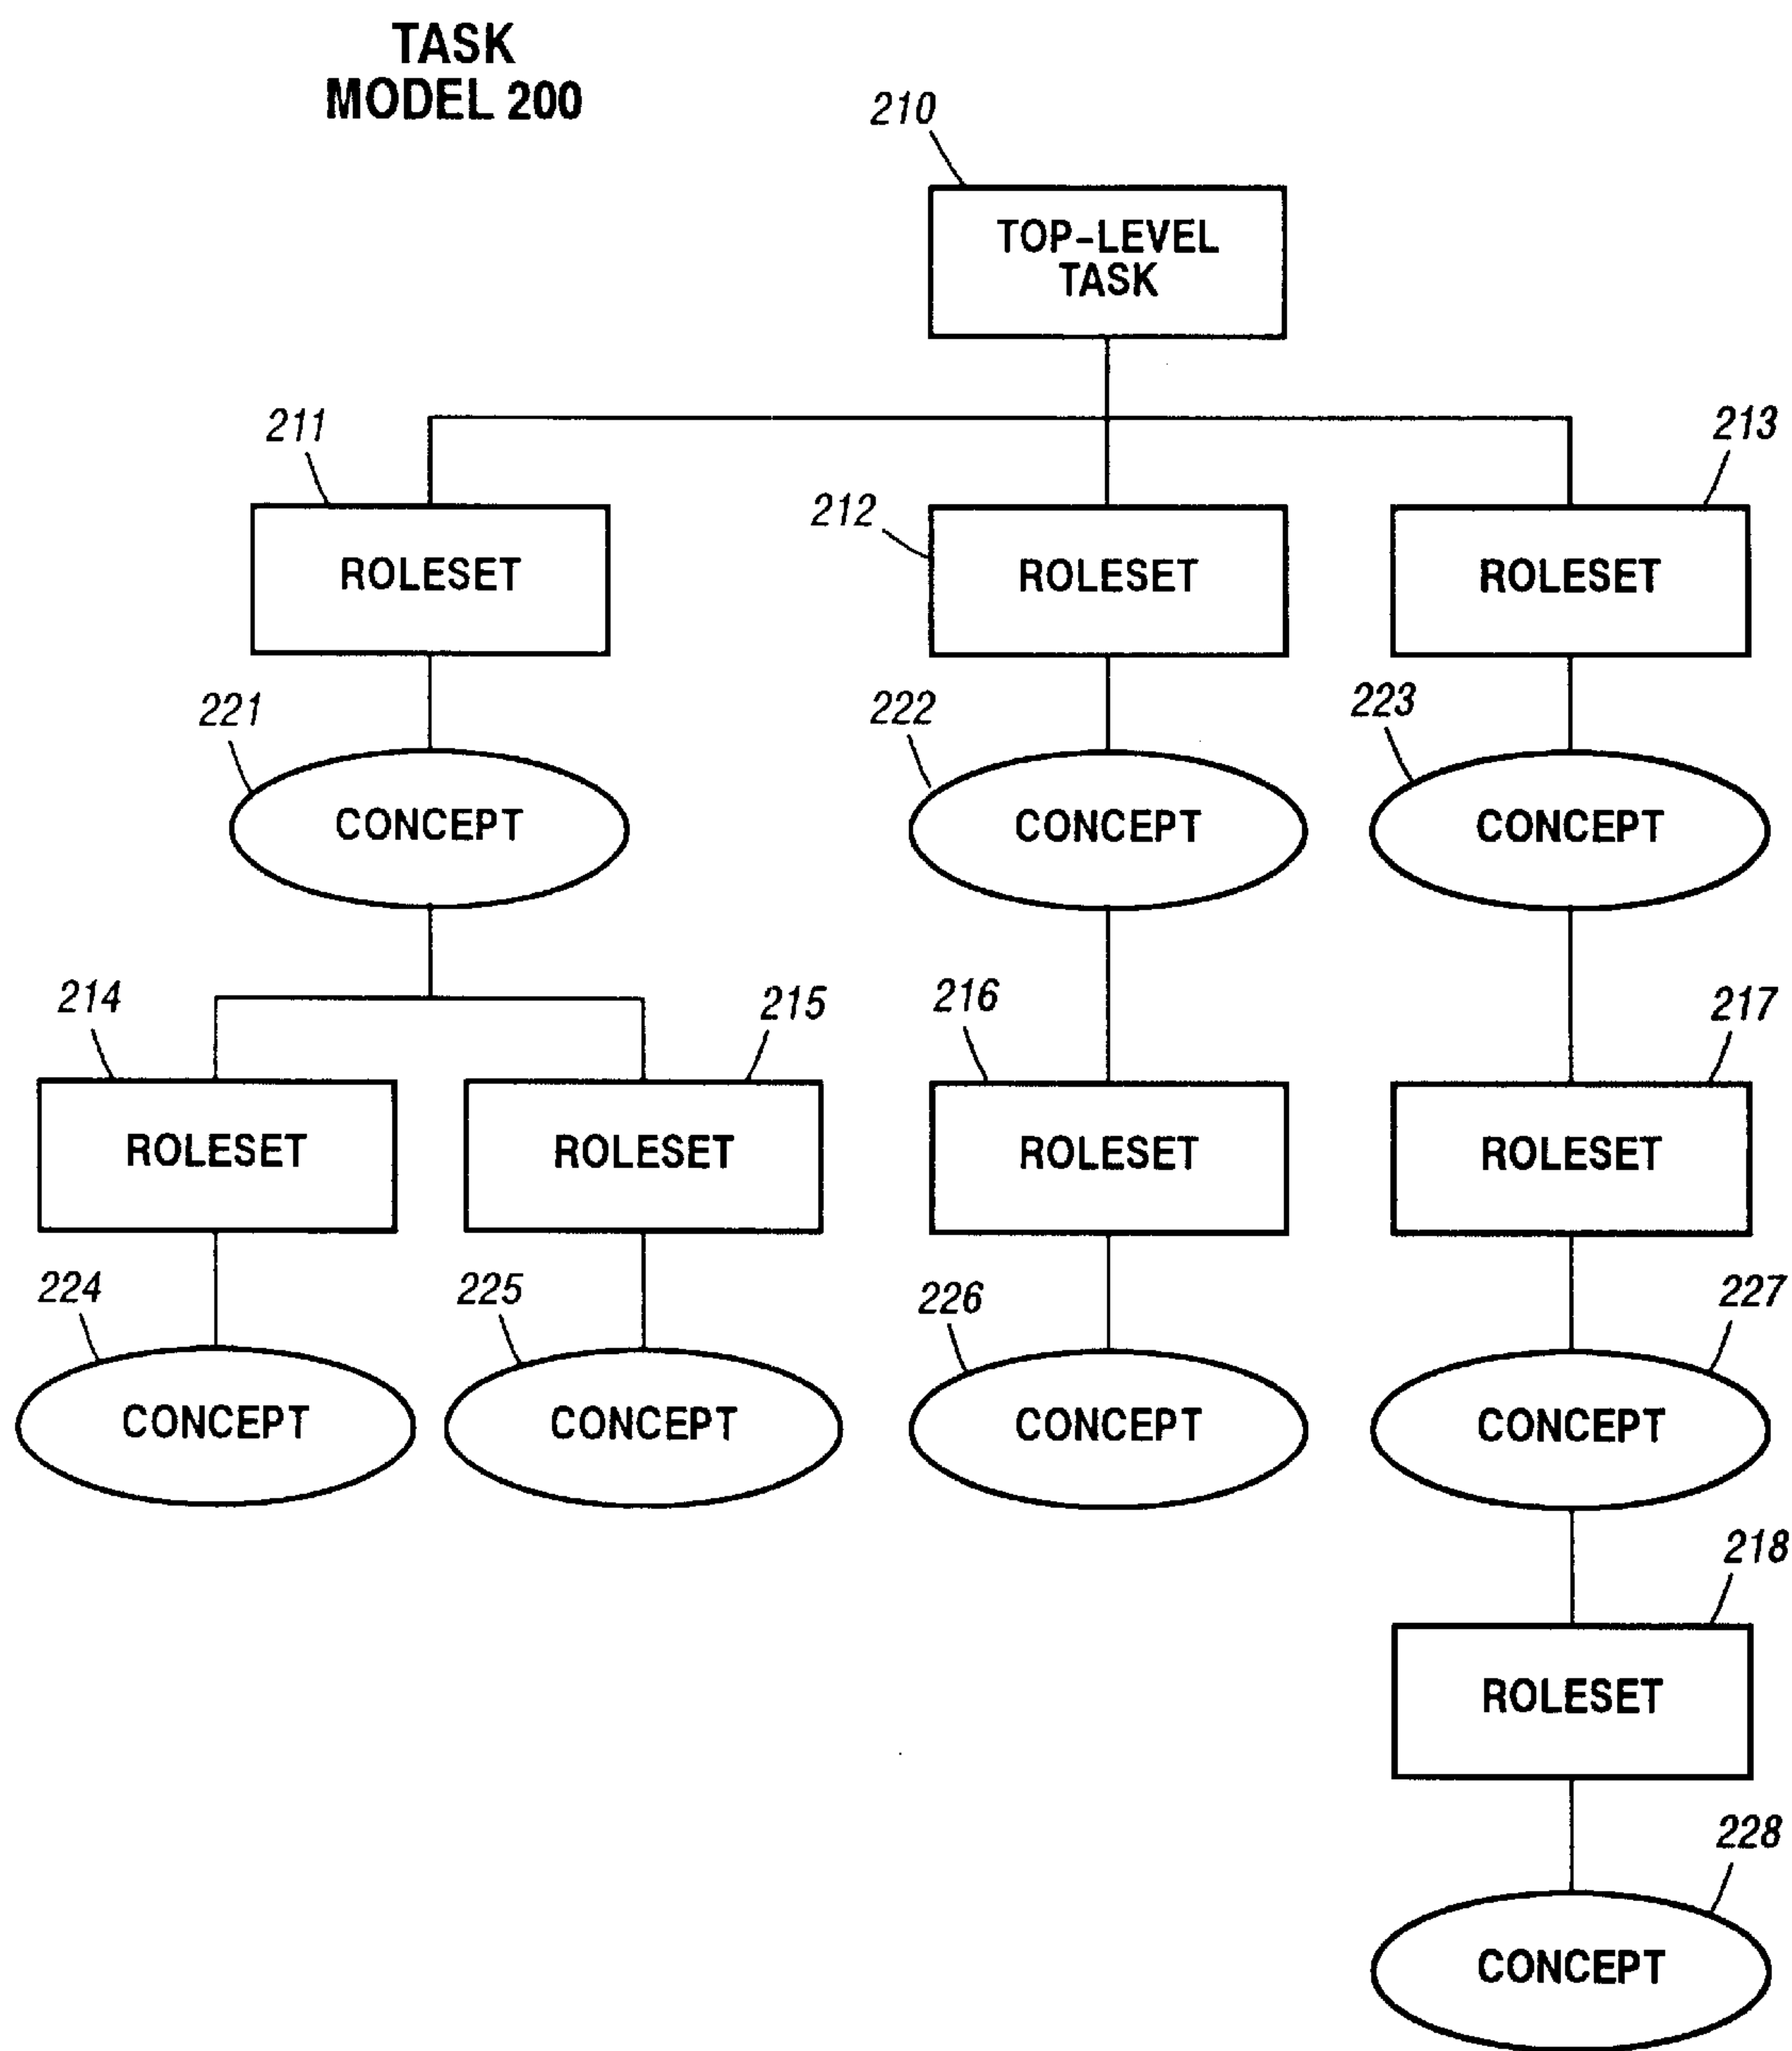 TASK
MODEL 200
210
TOP-LEVEL
TASK
211
213
212
ROLESET
ROLESET
ROLESET
221
222
223
CONCEPT
CONCEPT
CONCEPT
214
215
216
217
ROLESET
ROLESET
ROLESET
ROLESET
224
225
226
227
CONCEPT
CONCEPT
CONCEPT
CONCEPT
218
ROLESET
228
CONCEPT